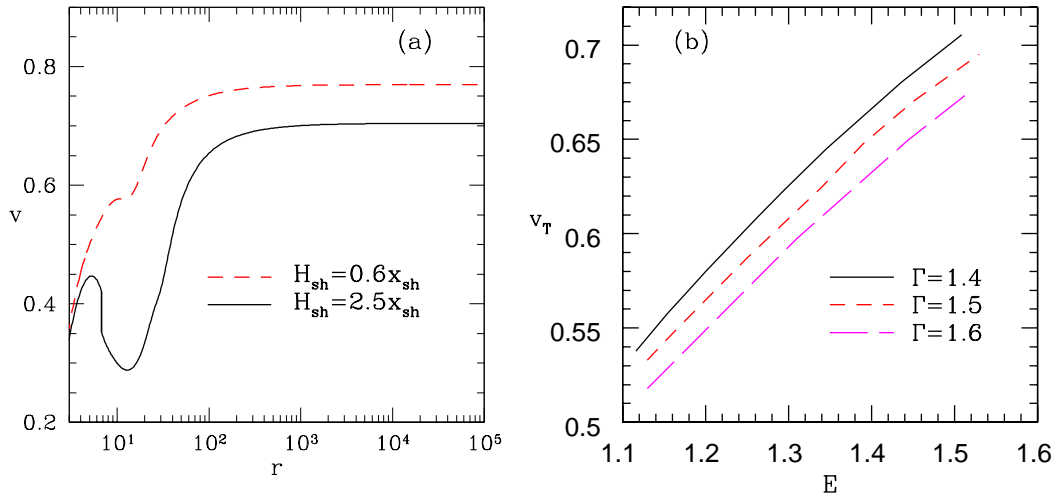 (a)
0.8
0.6
0.4
0.2
v
H_sh=0.6x_sh
H_sh=2.5x_sh
10^1
10^2
10^3
10^4
10^5
r
(b)
0.7
0.65
0.6
0.55
0.5
v_T
Γ=1.4
Γ=1.5
Γ=1.6
1.1
1.2
1.3
1.4
1.5
1.6
E